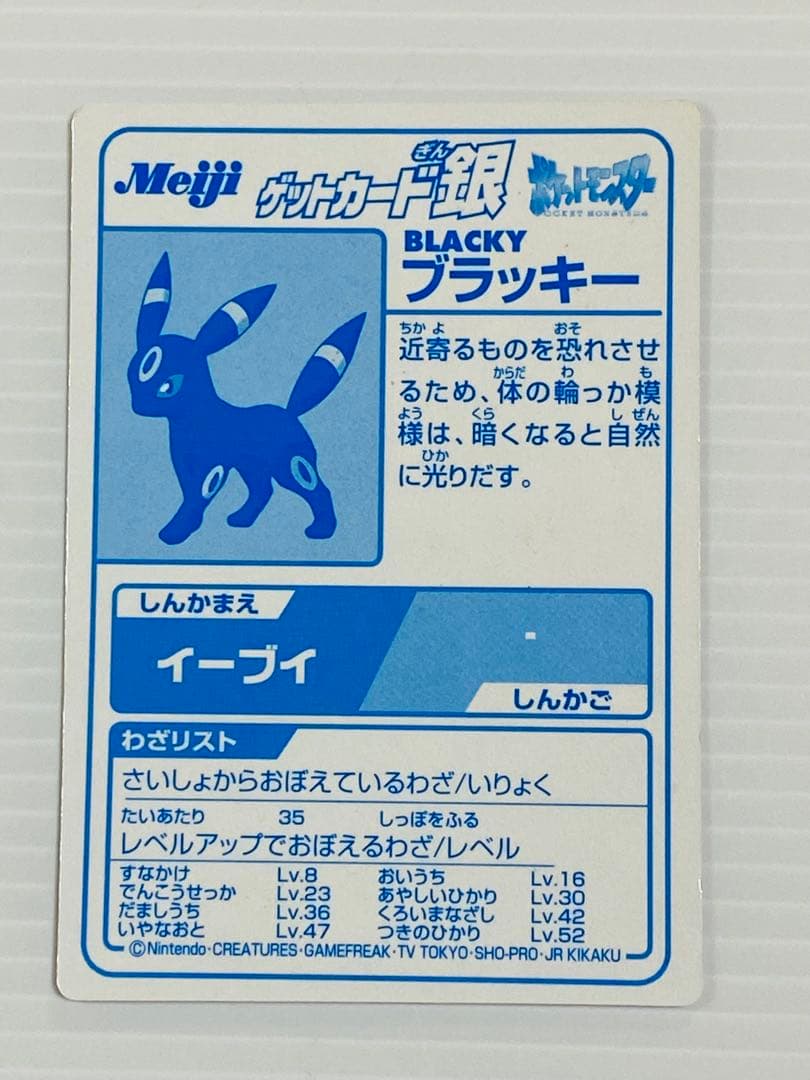 Meiji ゲットカード銀 ポケットモンスター
ぎん
POCKET MONSTERS
BLACKY
ブラッキー
ちかよ おそ
近寄るものを恐れさせ
からだ わ も
るため、体の輪っか模
よう くら しぜん
様は、暗くなると自然
ひか
に光りだす。
しんかまえ
イーブイ
-
しんかご
わざリスト
さいしょからおぼえているわざ/いりょく
たいあたり 35 しっぽをふる
レベルアップでおぼえるわざ/レベル
すなかけ Lv.8 おいうち Lv.16
でんこうせっか Lv.23 あやしいひかり Lv.30
だましうち Lv.36 くろいまなざし Lv.42
いやなおと Lv.47 つきのひかり Lv.52
©Nintendo・CREATURES・GAMEFREAK・TV TOKYO・SHO-PRO・JR KIKAKU